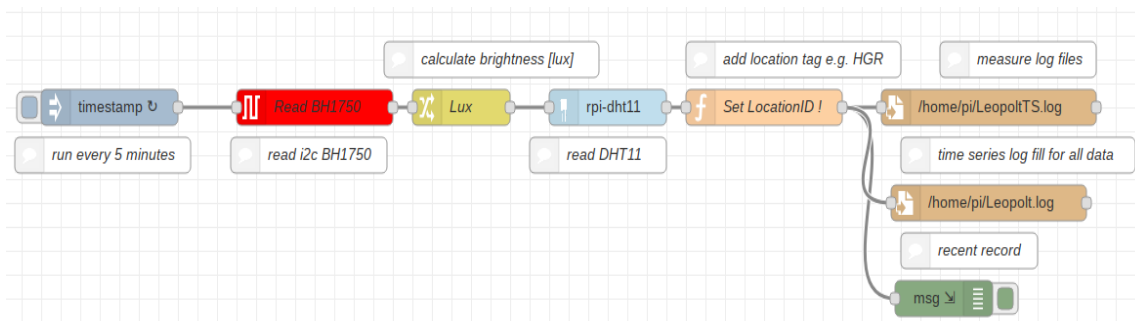 calculate brightness [lux]
add location tag e.g. HGR
measure log files
timestamp ↻
Read BH1750
Lux
rpi-dht11
Set LocationID !
/home/pi/LeopoltTS.log
run every 5 minutes
read i2c BH1750
read DHT11
time series log fill for all data
/home/pi/Leopolt.log
recent record
msg